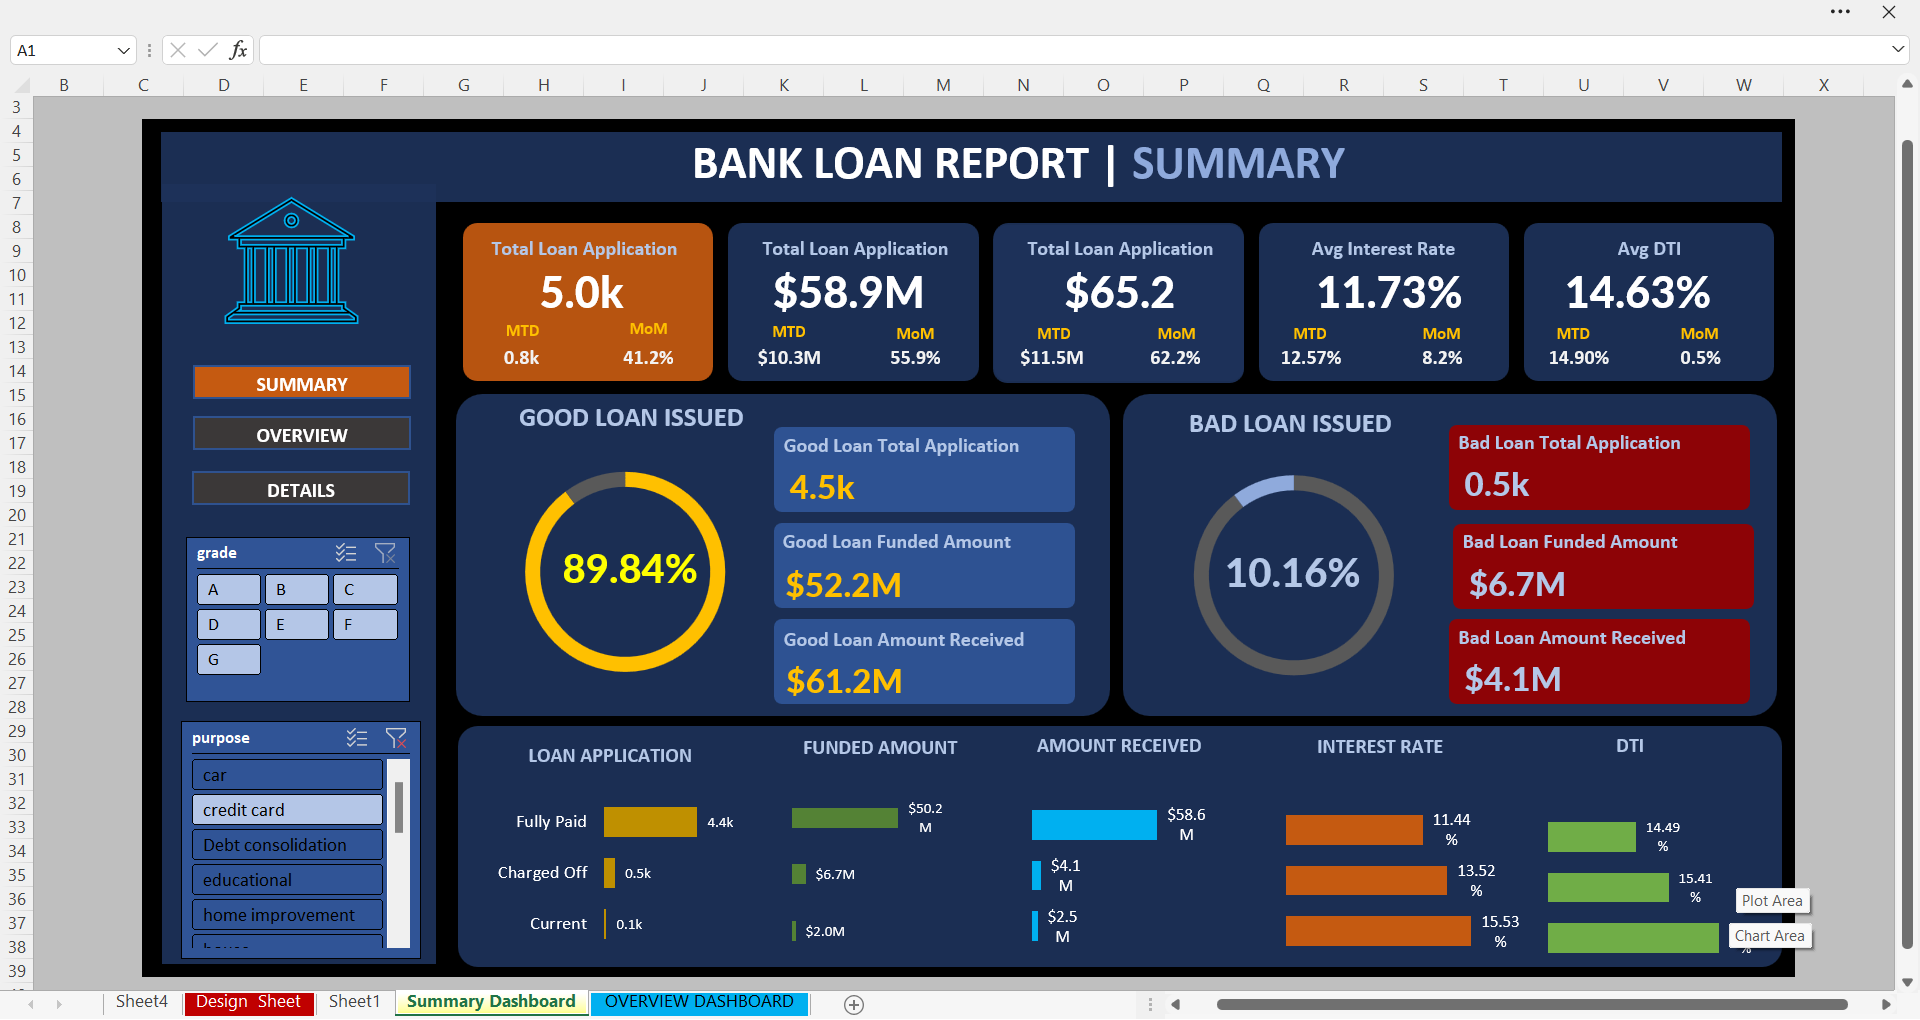 A1
fx
B C D E F G H I J K L M N O P Q R S T U V W X
3
4
5
6
7
8
9
10
11
12
13
14
15
16
17
18
19
20
21
22
23
24
25
26
27
28
29
30
31
32
33
34
35
36
37
38
39
BANK LOAN REPORT | SUMMARY
SUMMARY
OVERVIEW
DETAILS
grade
A B C
D E F
G
purpose
car
credit card
Debt consolidation
educational
home improvement
Total Loan Application
5.0k
MTD MoM
0.8k 41.2%
Total Loan Application
$58.9M
MTD MoM
$10.3M 55.9%
Total Loan Application
$65.2
MTD MoM
$11.5M 62.2%
Avg Interest Rate
11.73%
MTD MoM
12.57% 8.2%
Avg DTI
14.63%
MTD MoM
14.90% 0.5%
GOOD LOAN ISSUED
89.84%
Good Loan Total Application
4.5k
Good Loan Funded Amount
$52.2M
Good Loan Amount Received
$61.2M
BAD LOAN ISSUED
10.16%
Bad Loan Total Application
0.5k
Bad Loan Funded Amount
$6.7M
Bad Loan Amount Received
$4.1M
LOAN APPLICATION
Fully Paid 4.4k
Charged Off 0.5k
Current 0.1k
FUNDED AMOUNT
$50.2
M
$6.7M
$2.0M
AMOUNT RECEIVED
$58.6
M
$4.1
M
$2.5
M
INTEREST RATE
11.44
%
13.52
%
15.53
%
DTI
14.49
%
15.41
%
%
Plot Area
Chart Area
Sheet4 Design Sheet Sheet1 Summary Dashboard OVERVIEW DASHBOARD